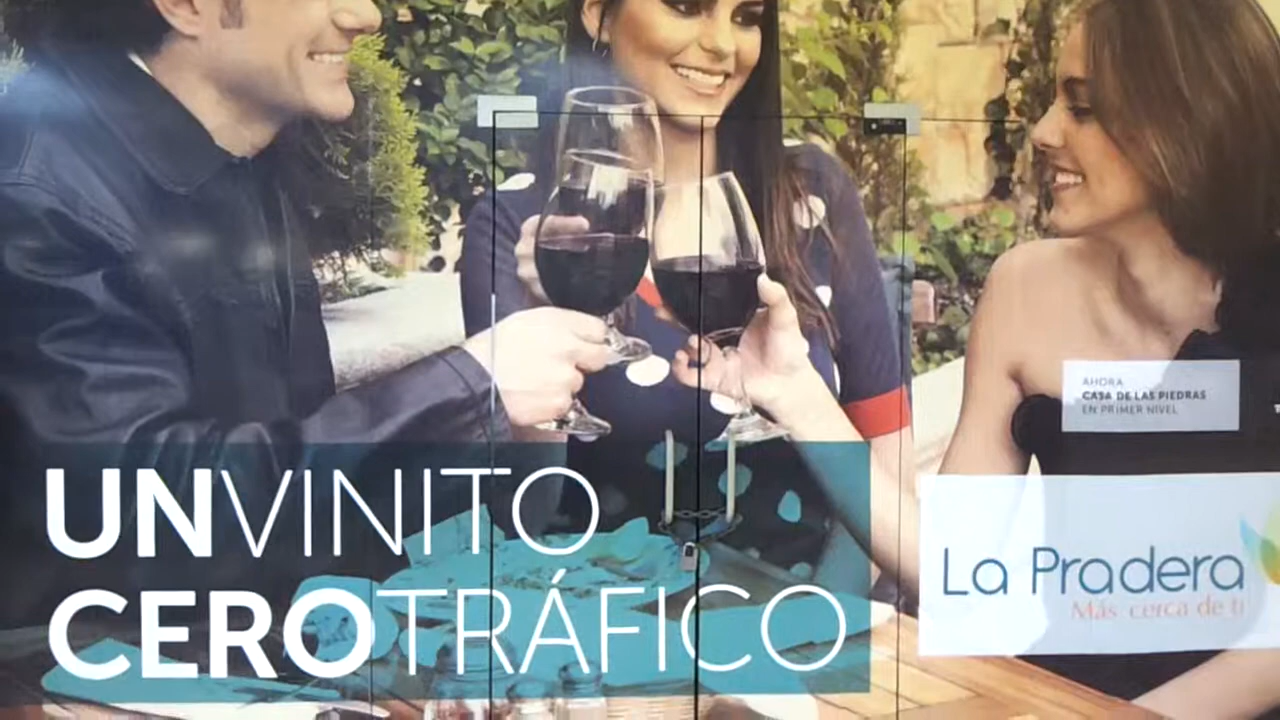 AHORA
CASA DE LAS PIEDRAS
EN PRIMER NIVEL
UNVINITO
CEROTRÁFICO
La Pradera
Más cerca de ti